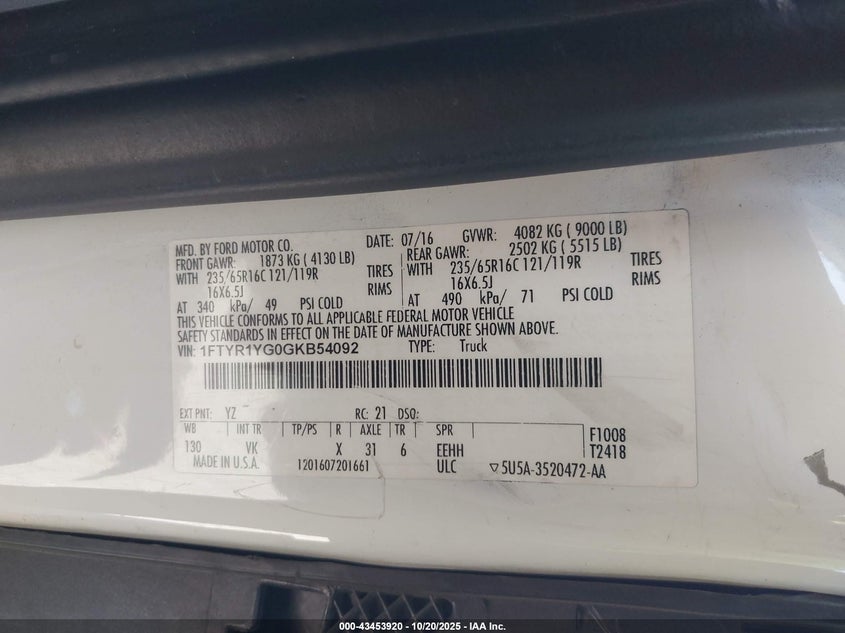 MFD. BY FORD MOTOR CO. DATE: 07/16 GVWR: 4082 KG ( 9000 LB)
FRONT GAWR: 1873 KG ( 4130 LB) REAR GAWR: 2502 KG ( 5515 LB)
WITH 235/65R16C 121/119R TIRES WITH 235/65R16C 121/119R TIRES
16X6.5J RIMS 16X6.5J RIMS
AT 340 kPa/ 49 PSI COLD AT 490 kPa/ 71 PSI COLD
THIS VEHICLE CONFORMS TO ALL APPLICABLE FEDERAL MOTOR VEHICLE
SAFETY STANDARDS IN EFFECT ON THE DATE OF MANUFACTURE SHOWN ABOVE.
VIN: 1FTYR1YG0GKB54092 TYPE: Truck
EXT PNT: YZ RC: 21 DSO:
WB INT TR TP/PS R AXLE TR SPR F1008
130 VK X 31 6 EEHH T2418
MADE IN U.S.A. 1201607201661 ULC ▽5U5A-3520472-AA
000-43453920 - 10/20/2025 - IAA Inc.